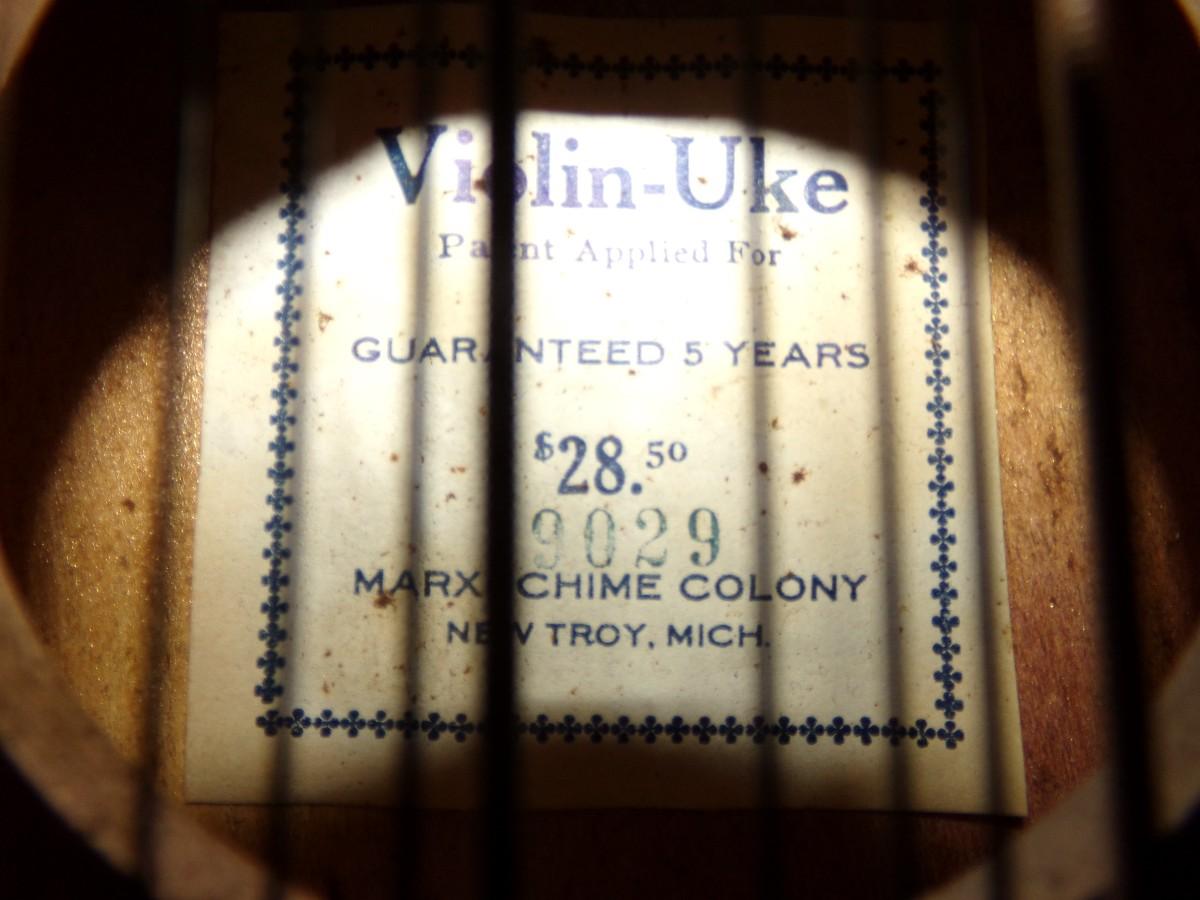 Violin-Uke
Patent Applied For
GUARANTEED 5 YEARS
$28.50
9029
MARXOCHIME COLONY
NEW TROY, MICH.